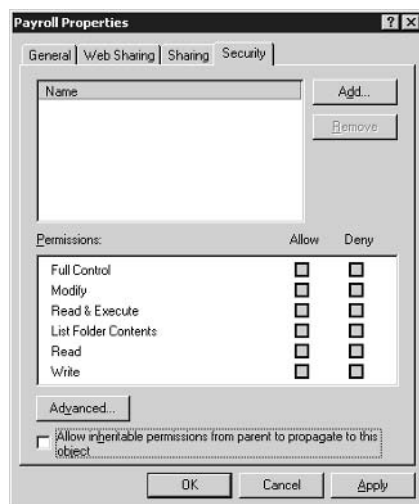 Payroll Properties
General Web Sharing Sharing Security
Name
Add...
Remove
Permissions: Allow Deny
Full Control
Modify
Read & Execute
List Folder Contents
Read
Write
Advanced...
Allow inheritable permissions from parent to propagate to this
object
OK Cancel Apply